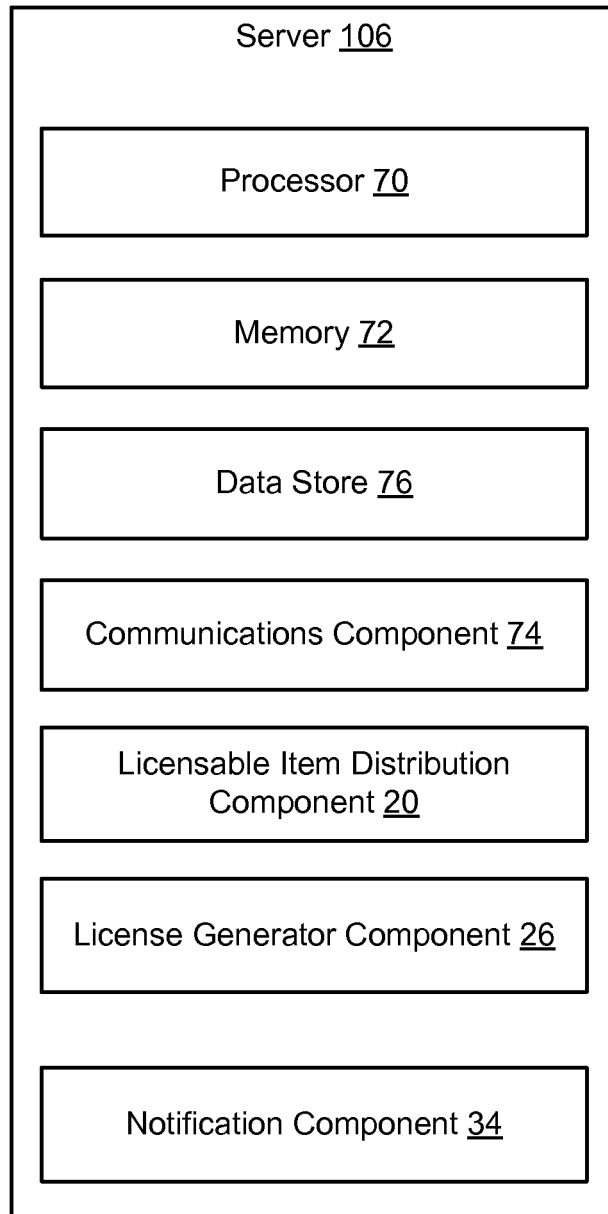 Server 106
Processor 70
Memory 72
Data Store 76
Communications Component 74
Licensable Item Distribution
Component 20
License Generator Component 26
Notification Component 34